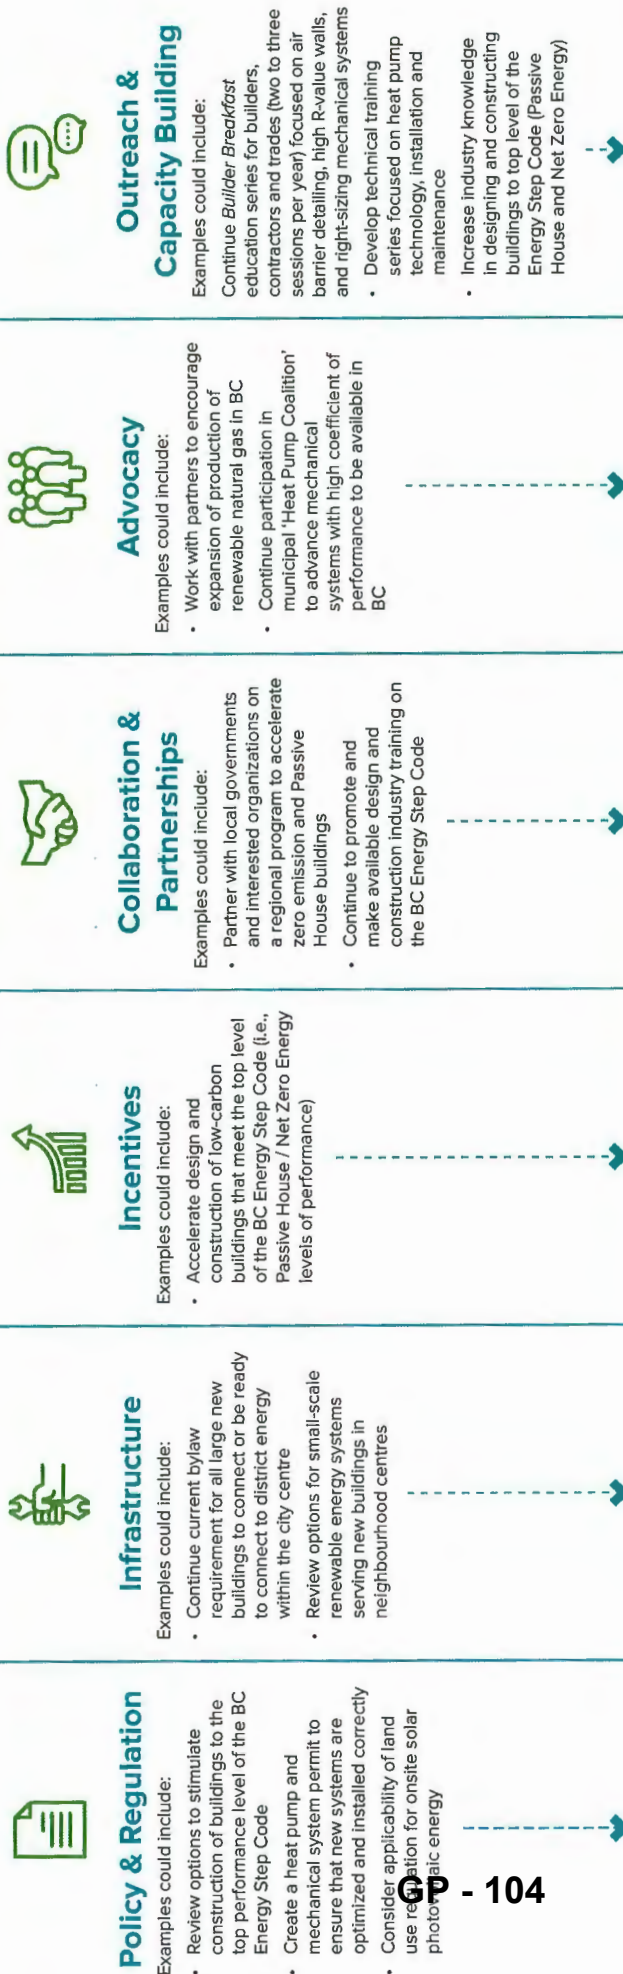 Policy & Regulation
Examples could include:
• Review options to stimulate
construction of buildings to the
top performance level of the BC
Energy Step Code
• Create a heat pump and
mechanical system permit to
ensure that new systems are
optimized and installed correctly
• Consider applicability of land
use regulation for onsite solar
photovoltaic energy
Infrastructure
Examples could include:
• Continue current bylaw
requirement for all large new
buildings to connect or be ready
to connect to district energy
within the city centre
• Review options for small-scale
renewable energy systems
serving new buildings in
neighbourhood centres
Incentives
Examples could include:
• Accelerate design and
construction of low-carbon
buildings that meet the top level
of the BC Energy Step Code (i.e.,
Passive House / Net Zero Energy
levels of performance)
Collaboration &
Partnerships
Examples could include:
• Partner with local governments
and interested organizations on
a regional program to accelerate
zero emission and Passive
House buildings
• Continue to promote and
make available design and
construction industry training on
the BC Energy Step Code
Advocacy
Examples could include:
• Work with partners to encourage
expansion of production of
renewable natural gas in BC
• Continue participation in
municipal 'Heat Pump Coalition'
to advance mechanical
systems with high coefficient of
performance to be available in
BC
Outreach &
Capacity Building
Examples could include:
Continue Builder Breakfast
education series for builders,
contractors and trades (two to three
sessions per year) focused on air
barrier detailing, high R-value walls,
and right-sizing mechanical systems
• Develop technical training
series focused on heat pump
technology, installation and
maintenance
• Increase industry knowledge
in designing and constructing
buildings to top level of the
Energy Step Code (Passive
House and Net Zero Energy)
GP - 104